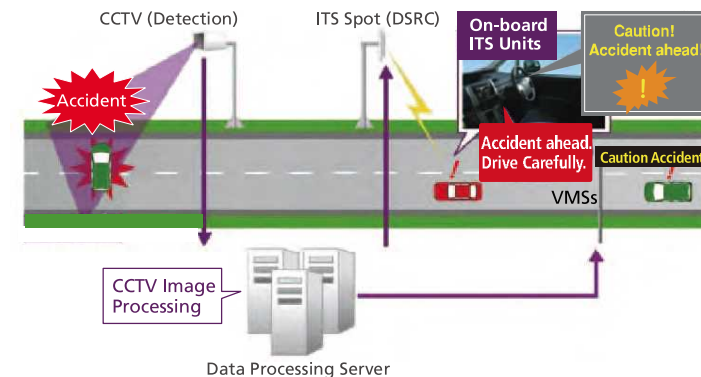 CCTV (Detection)
ITS Spot (DSRC)
On-board
ITS Units
Caution!
Accident ahead!
!
Accident
Accident ahead.
Drive Carefully.
Caution Accident
VMSs
CCTV Image
Processing
Data Processing Server